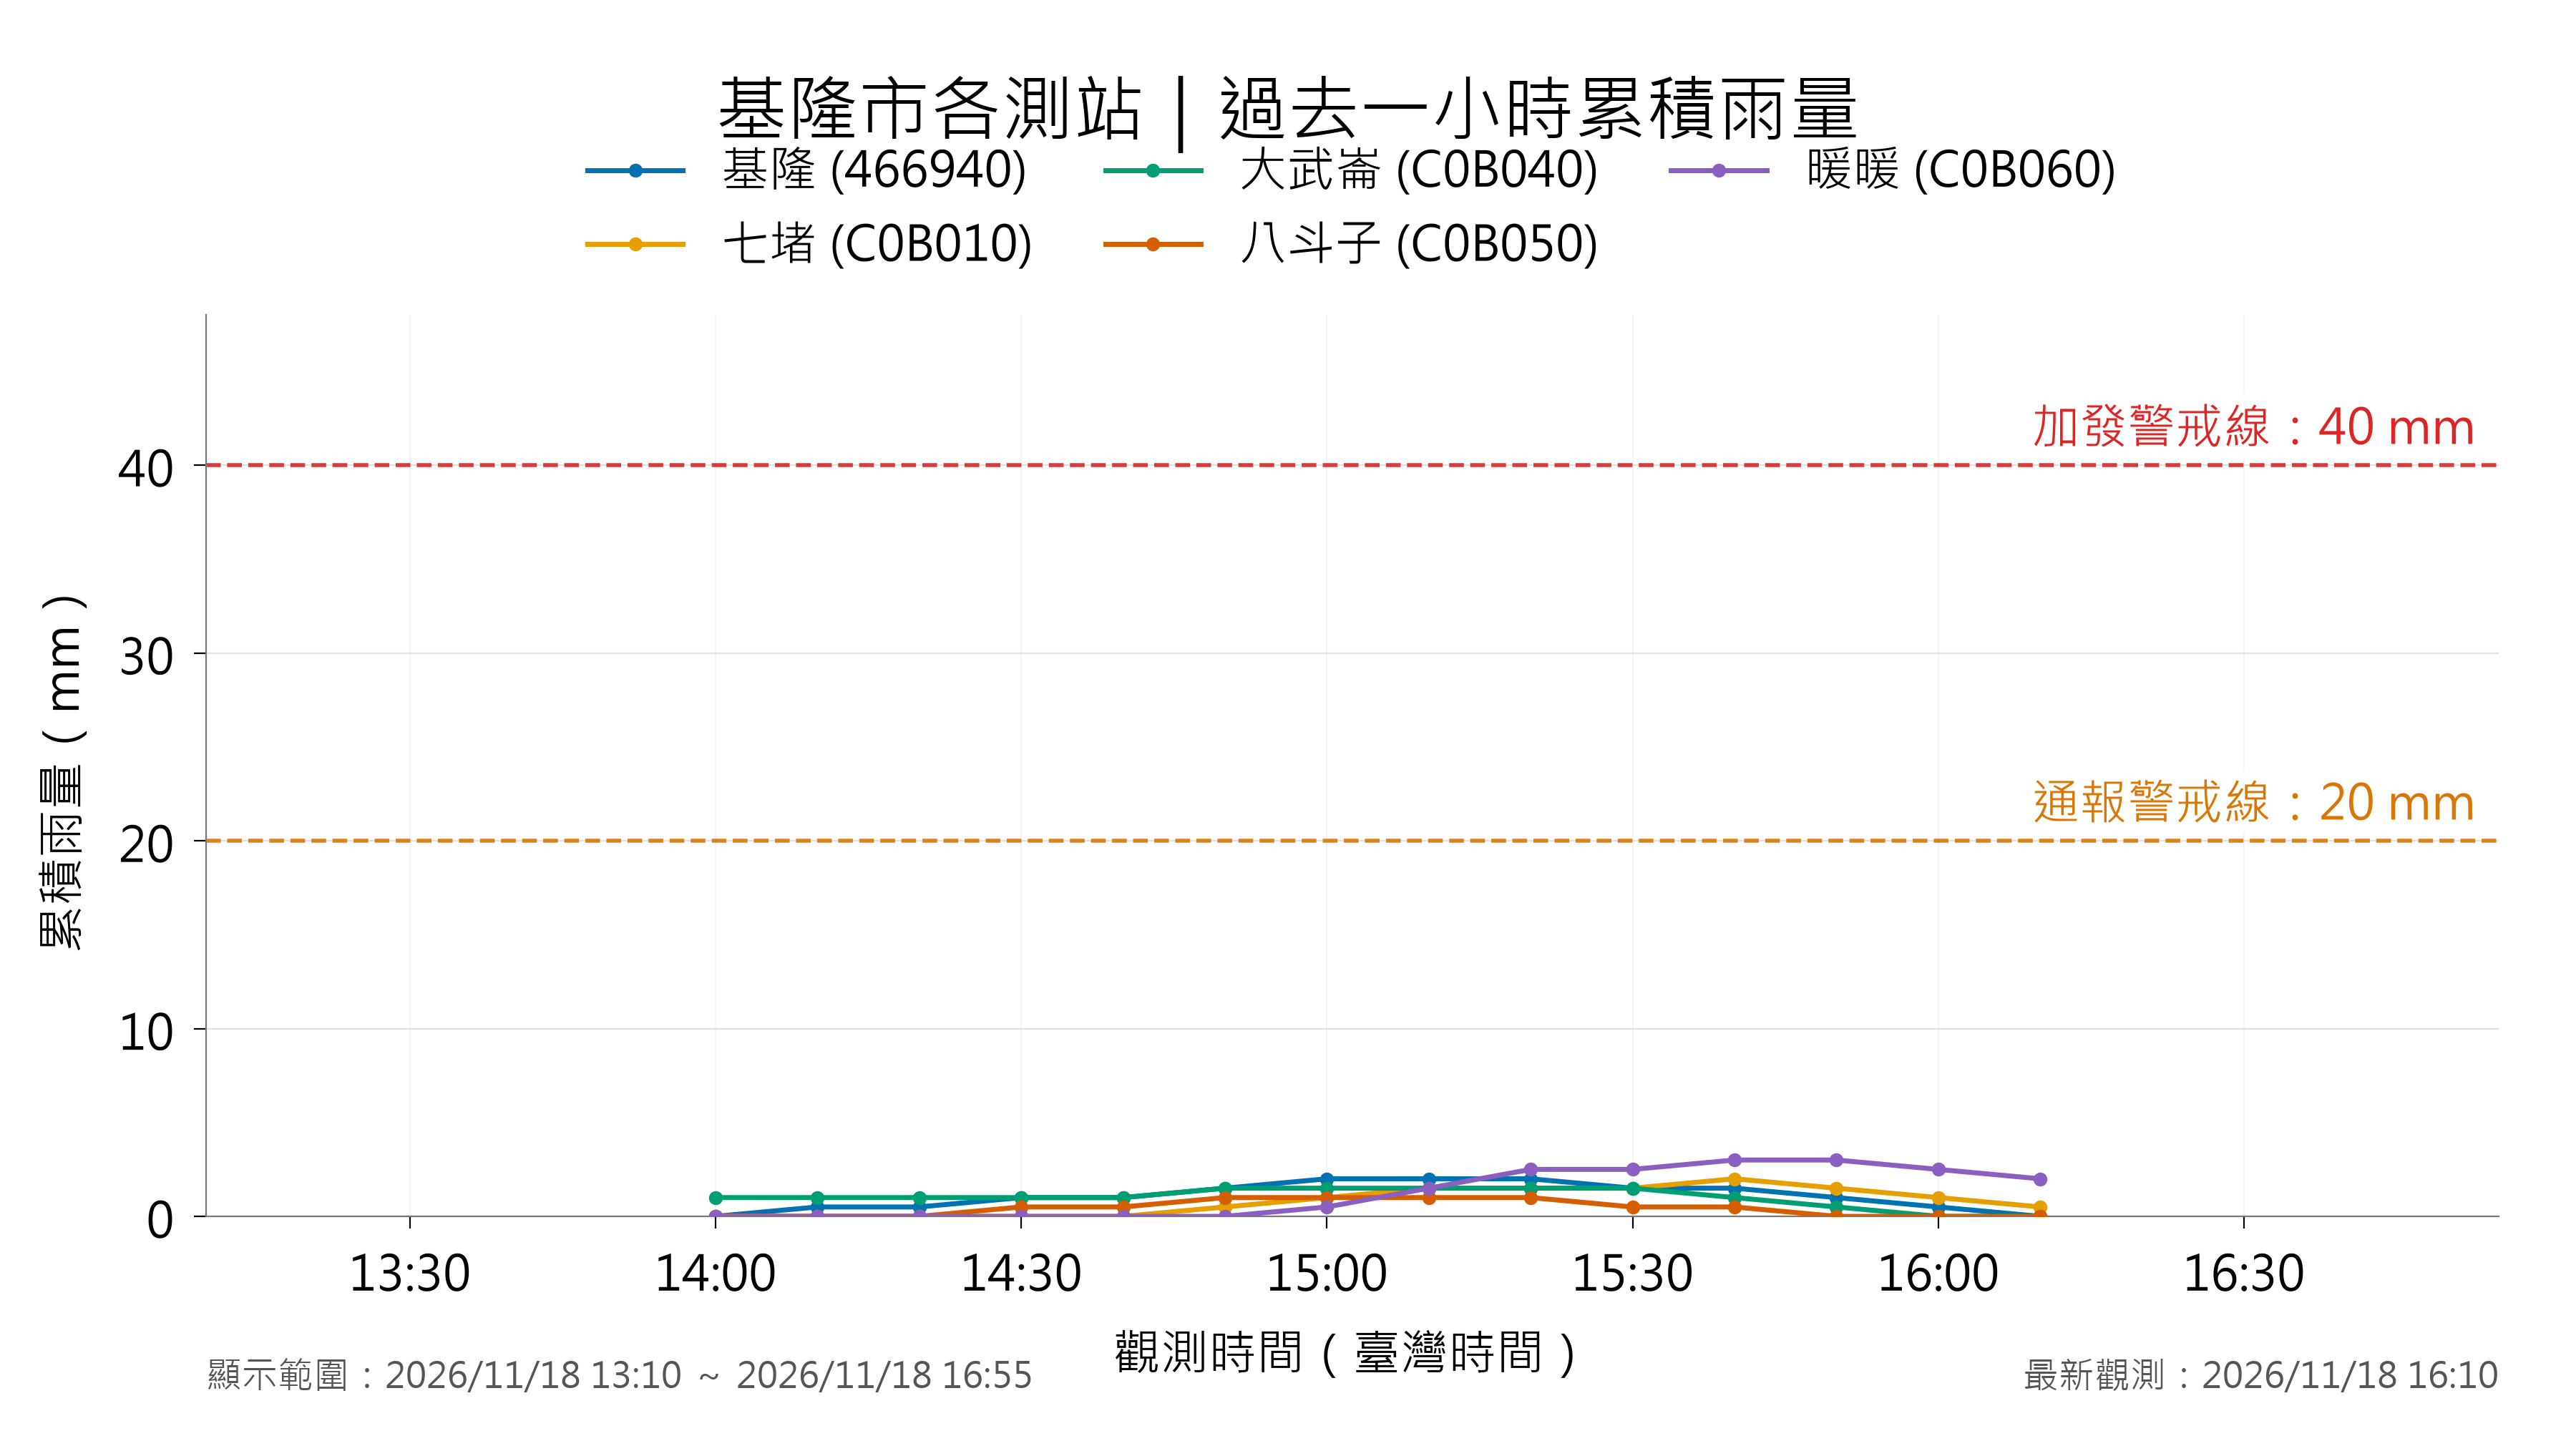 基隆市各測站｜過去一小時累積雨量
基隆 (466940)
大武崙 (C0B040)
暖暖 (C0B060)
七堵 (C0B010)
八斗子 (C0B050)
累積雨量（mm）
加發警戒線：40 mm
通報警戒線：20 mm
40
30
20
10
0
13:30
14:00
14:30
15:00
15:30
16:00
16:30
觀測時間（臺灣時間）
顯示範圍：2026/11/18 13:10 ~ 2026/11/18 16:55
最新觀測：2026/11/18 16:10